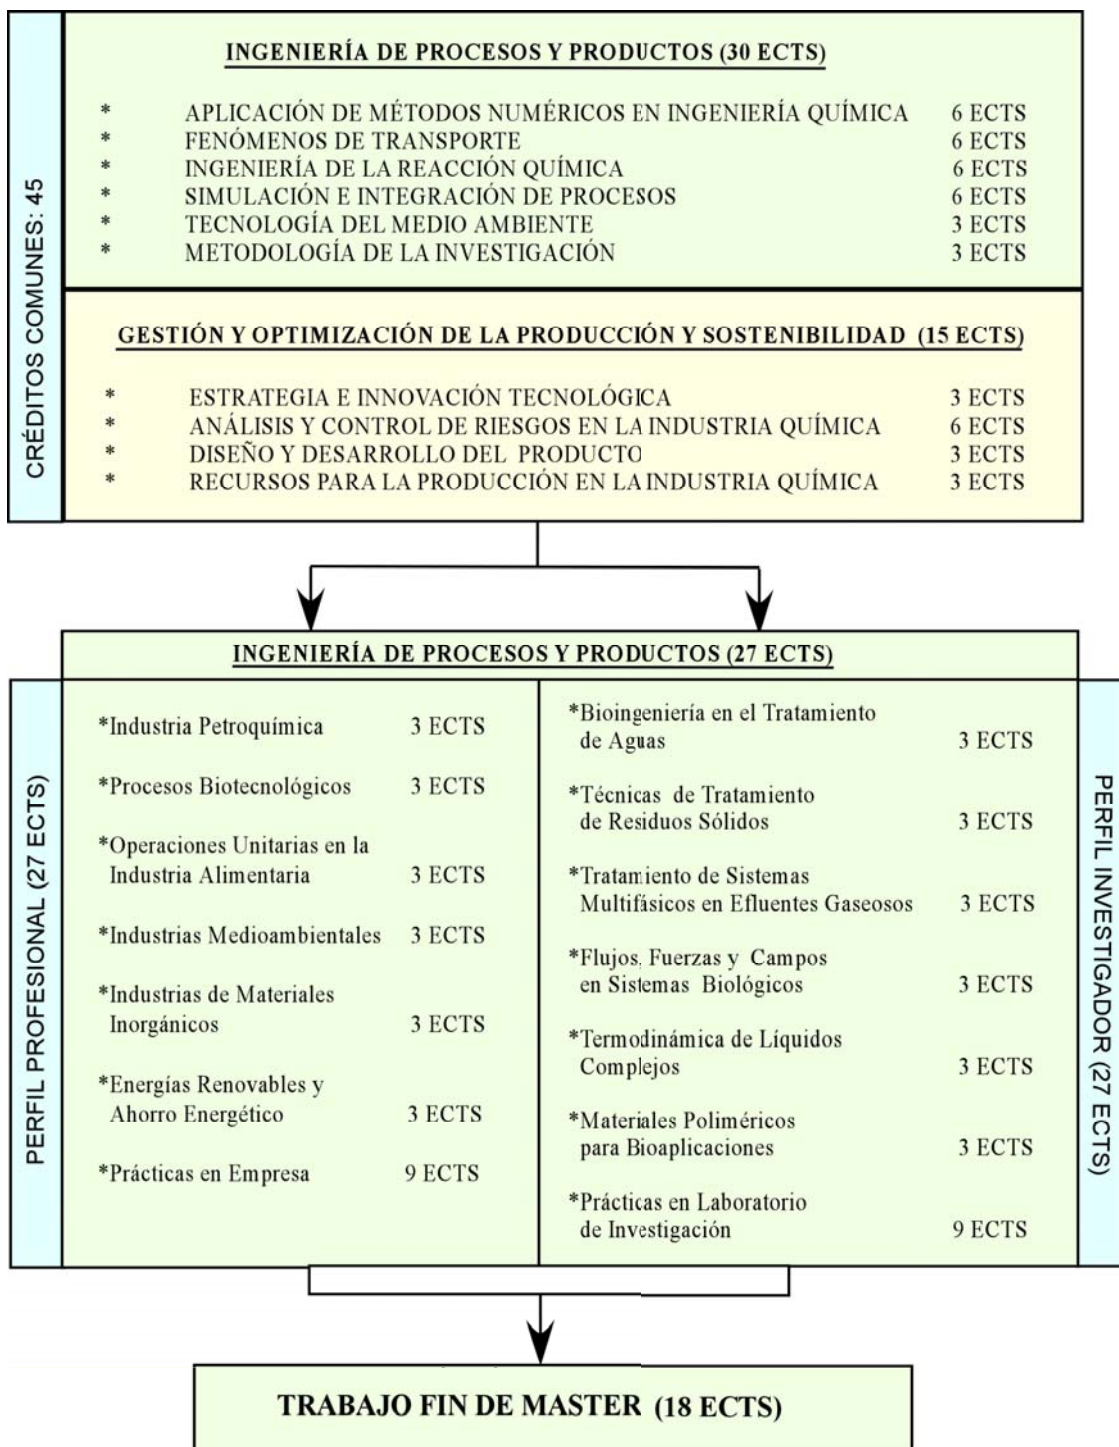 CRÉDITOS COMUNES: 45
INGENIERÍA DE PROCESOS Y PRODUCTOS (30 ECTS)
* APLICACIÓN DE MÉTODOS NUMÉRICOS EN INGENIERÍA QUÍMICA 6 ECTS
* FENÓMENOS DE TRANSPORTE 6 ECTS
* INGENIERÍA DE LA REACCIÓN QUÍMICA 6 ECTS
* SIMULACIÓN E INTEGRACIÓN DE PROCESOS 6 ECTS
* TECNOLOGÍA DEL MEDIO AMBIENTE 3 ECTS
* METODOLOGÍA DE LA INVESTIGACIÓN 3 ECTS
GESTIÓN Y OPTIMIZACIÓN DE LA PRODUCCIÓN Y SOSTENIBILIDAD (15 ECTS)
* ESTRATEGIA E INNOVACIÓN TECNOLÓGICA 3 ECTS
* ANÁLISIS Y CONTROL DE RIESGOS EN LA INDUSTRIA QUÍMICA 6 ECTS
* DISEÑO Y DESARROLLO DEL PRODUCTO 3 ECTS
* RECURSOS PARA LA PRODUCCIÓN EN LA INDUSTRIA QUÍMICA 3 ECTS
INGENIERÍA DE PROCESOS Y PRODUCTOS (27 ECTS)
PERFIL PROFESIONAL (27 ECTS)
*Industria Petroquímica 3 ECTS
*Procesos Biotecnológicos 3 ECTS
*Operaciones Unitarias en la
Industria Alimentaria 3 ECTS
*Industrias Medioambientales 3 ECTS
*Industrias de Materiales
Inorgánicos 3 ECTS
*Energías Renovables y
Ahorro Energético 3 ECTS
*Prácticas en Empresa 9 ECTS
*Bioingeniería en el Tratamiento
de Aguas 3 ECTS
*Técnicas de Tratamiento
de Residuos Sólidos 3 ECTS
*Tratamiento de Sistemas
Multifásicos en Efluentes Gaseosos 3 ECTS
*Flujos, Fuerzas y Campos
en Sistemas Biológicos 3 ECTS
*Termodinámica de Líquidos
Complejos 3 ECTS
*Materiales Poliméricos
para Bioaplicaciones 3 ECTS
*Prácticas en Laboratorio
de Investigación 9 ECTS
PERFIL INVESTIGADOR (27 ECTS)
TRABAJO FIN DE MASTER (18 ECTS)